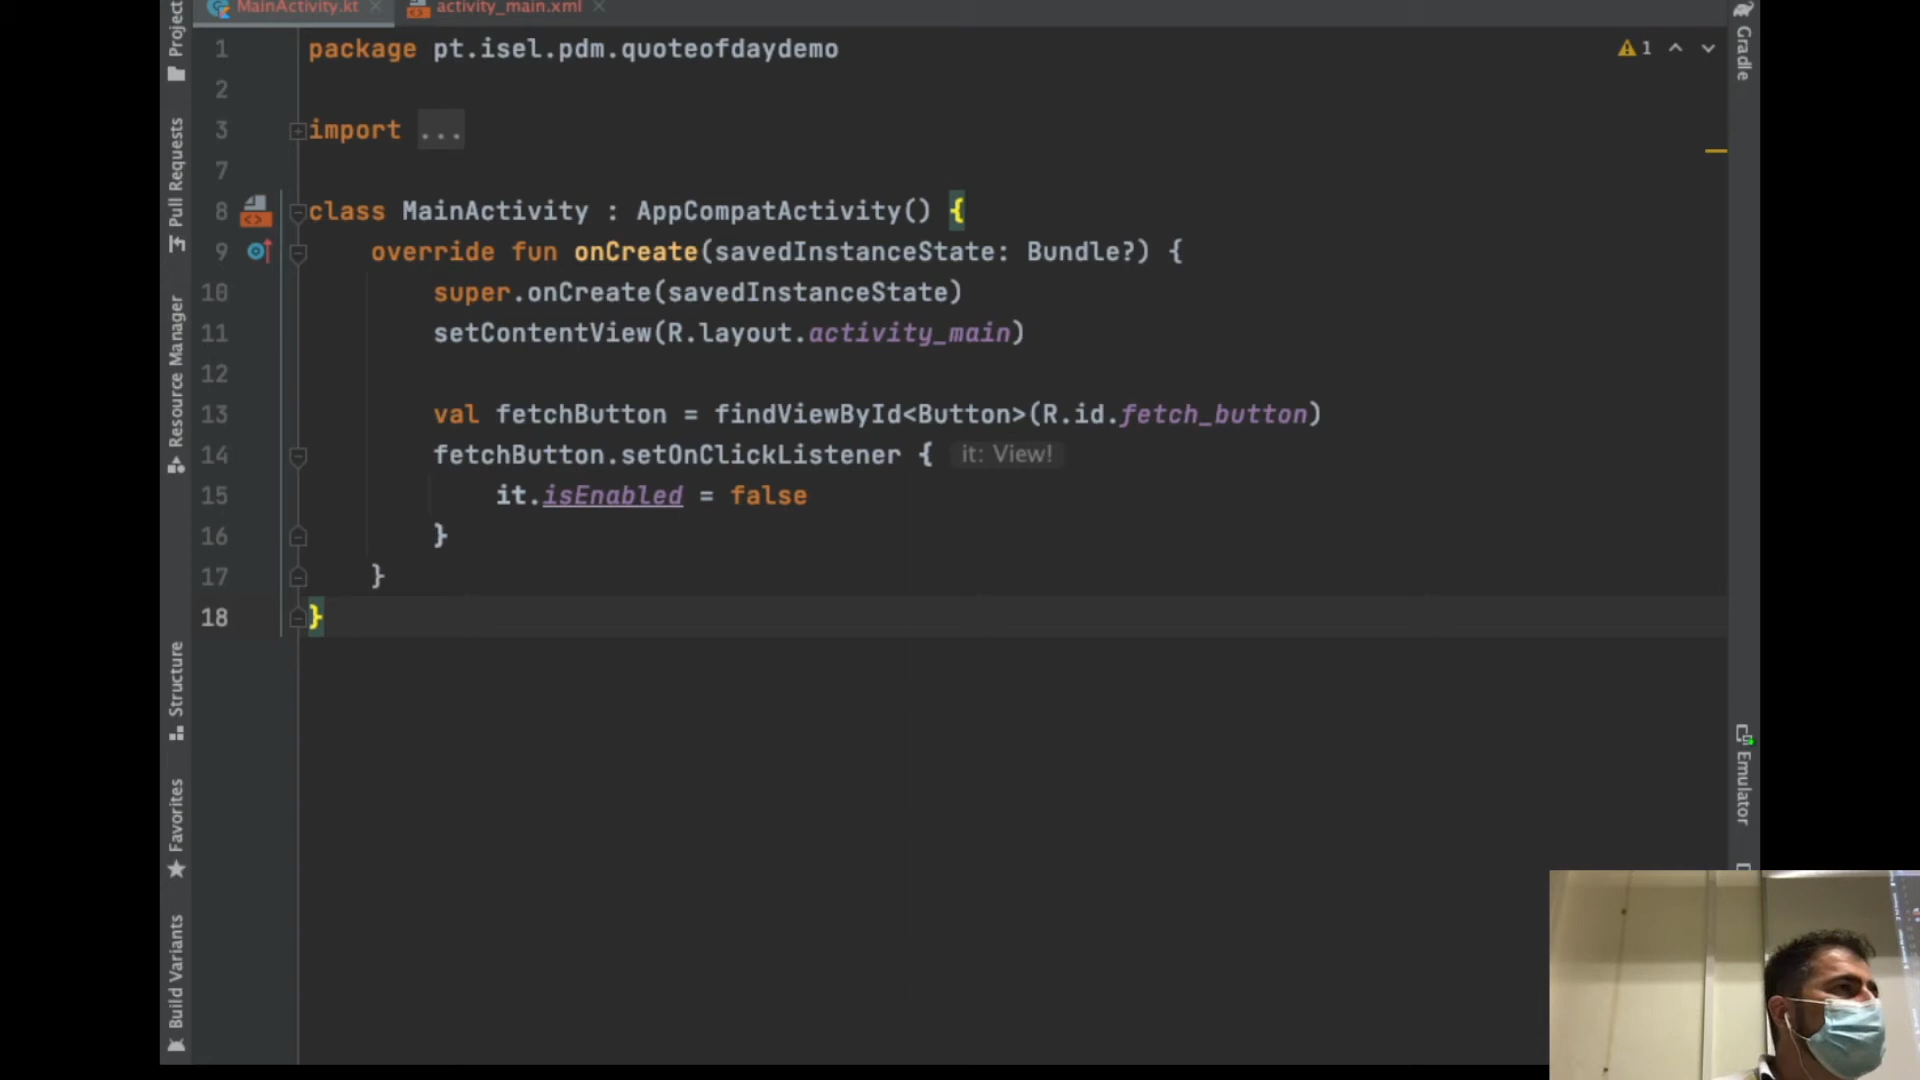 MainActivity.kt
activity_main.xml
Project
Pull Requests
Resource Manager
Structure
Favorites
Build Variants
1 package pt.isel.pdm.quoteofdaydemo
2
3 import ...
7
8 class MainActivity : AppCompatActivity() {
9 override fun onCreate(savedInstanceState: Bundle?) {
10 super.onCreate(savedInstanceState)
11 setContentView(R.layout.activity_main)
12
13 val fetchButton = findViewById<Button>(R.id.fetch_button)
14 fetchButton.setOnClickListener { it: View!
15 it.isEnabled = false
16 }
17 }
18 }
1
Gradle
Emulator